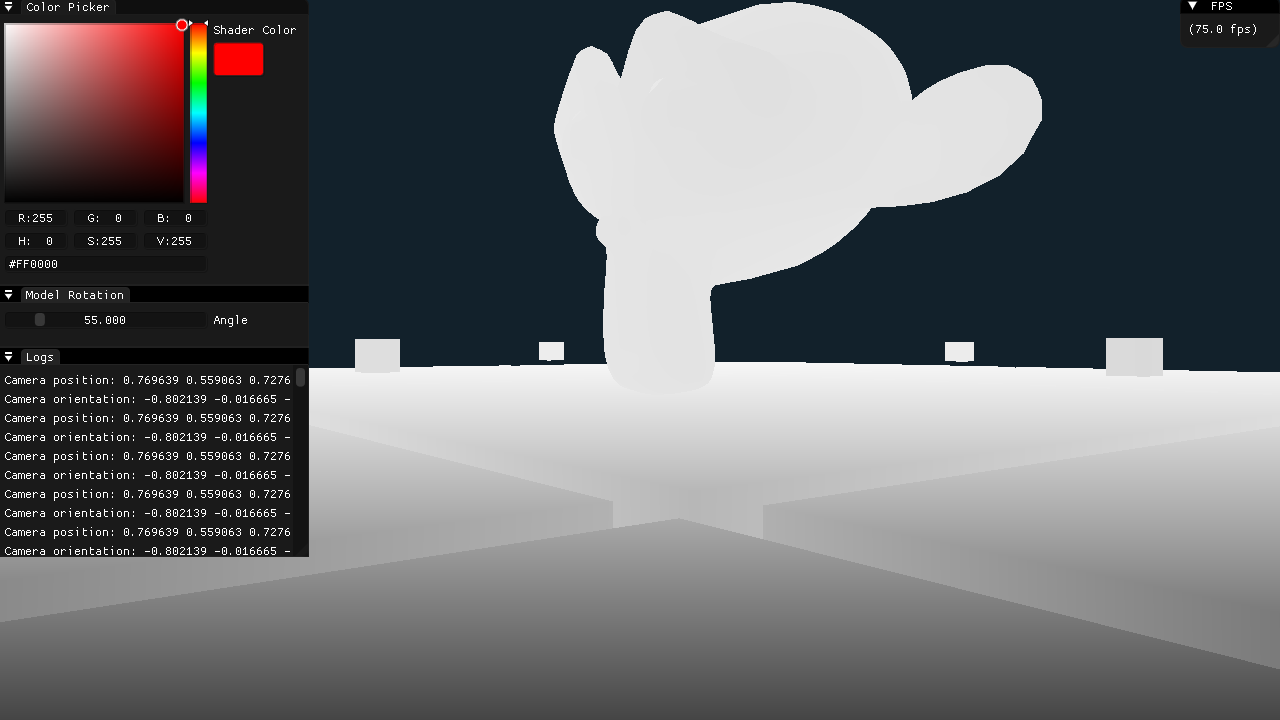 Color Picker
Shader Color
R:255 G: 0 B: 0
H: 0 S:255 V:255
#FF0000
Model Rotation
55.000 Angle
Logs
Camera position: 0.769639 0.559063 0.7276
Camera orientation: -0.802139 -0.016665 -
Camera position: 0.769639 0.559063 0.7276
Camera orientation: -0.802139 -0.016665 -
Camera position: 0.769639 0.559063 0.7276
Camera orientation: -0.802139 -0.016665 -
Camera position: 0.769639 0.559063 0.7276
Camera orientation: -0.802139 -0.016665 -
Camera position: 0.769639 0.559063 0.7276
Camera orientation: -0.802139 -0.016665 -
FPS
(75.0 fps)